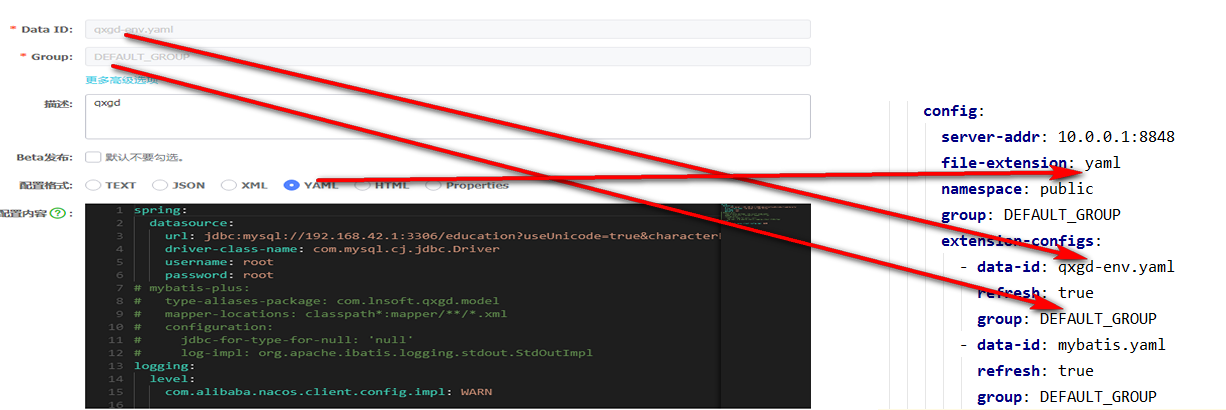 * Data ID: qxgd-env.yaml
* Group: DEFAULT_GROUP
更多高级选项
描述: qxgd
Beta发布: 默认不要勾选。
配置格式: TEXT JSON XML YAML HTML Properties
配置内容 ? :
1 spring:
2 datasource:
3 url: jdbc:mysql://192.168.42.1:3306/education?useUnicode=true&character
4 driver-class-name: com.mysql.cj.jdbc.Driver
5 username: root
6 password: root
7 # mybatis-plus:
8 # type-aliases-package: com.lnsoft.qxgd.model
9 # mapper-locations: classpath*:mapper/**/*.xml
10 # configuration:
11 # jdbc-for-type-for-null: 'null'
12 # log-impl: org.apache.ibatis.logging.stdout.StdOutImpl
13 logging:
14 level:
15 com.alibaba.nacos.client.config.impl: WARN
16
config:
server-addr: 10.0.0.1:8848
file-extension: yaml
namespace: public
group: DEFAULT_GROUP
extension-configs:
- data-id: qxgd-env.yaml
refresh: true
group: DEFAULT_GROUP
- data-id: mybatis.yaml
refresh: true
group: DEFAULT_GROUP